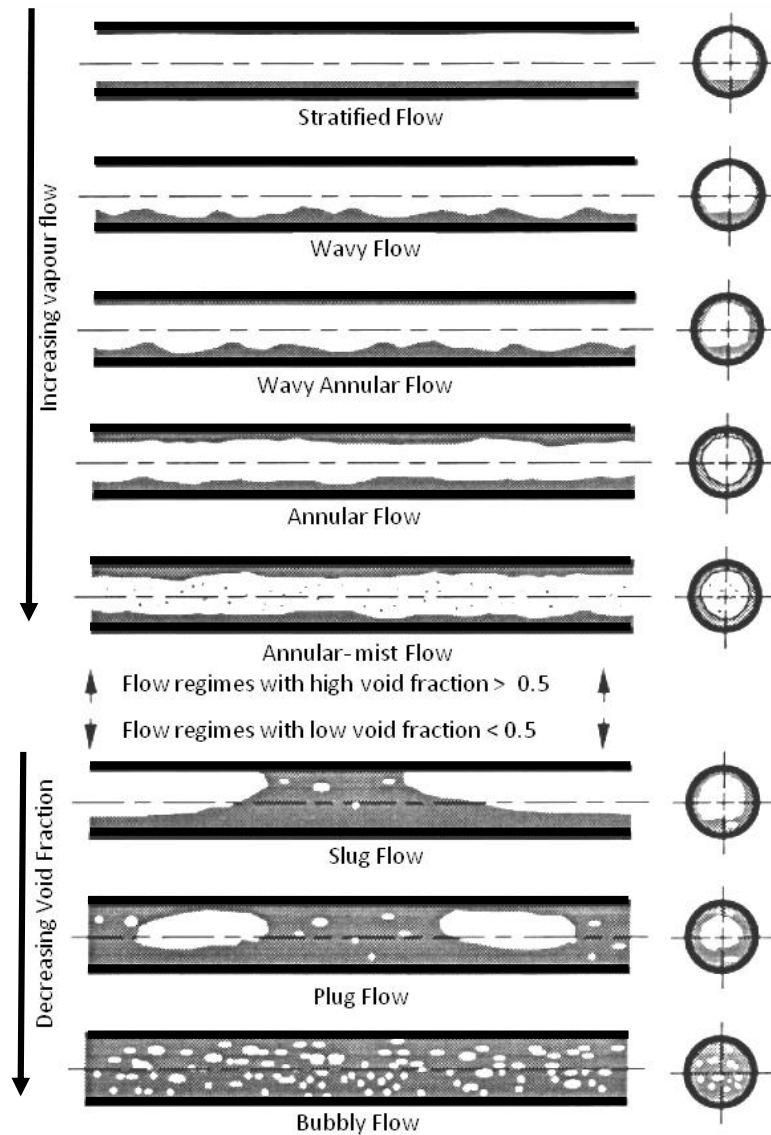 Increasing vapour flow
Stratified Flow
Wavy Flow
Wavy Annular Flow
Annular Flow
Annular-mist Flow
Flow regimes with high void fraction > 0.5
Flow regimes with low void fraction < 0.5
Decreasing Void Fraction
Slug Flow
Plug Flow
Bubbly Flow